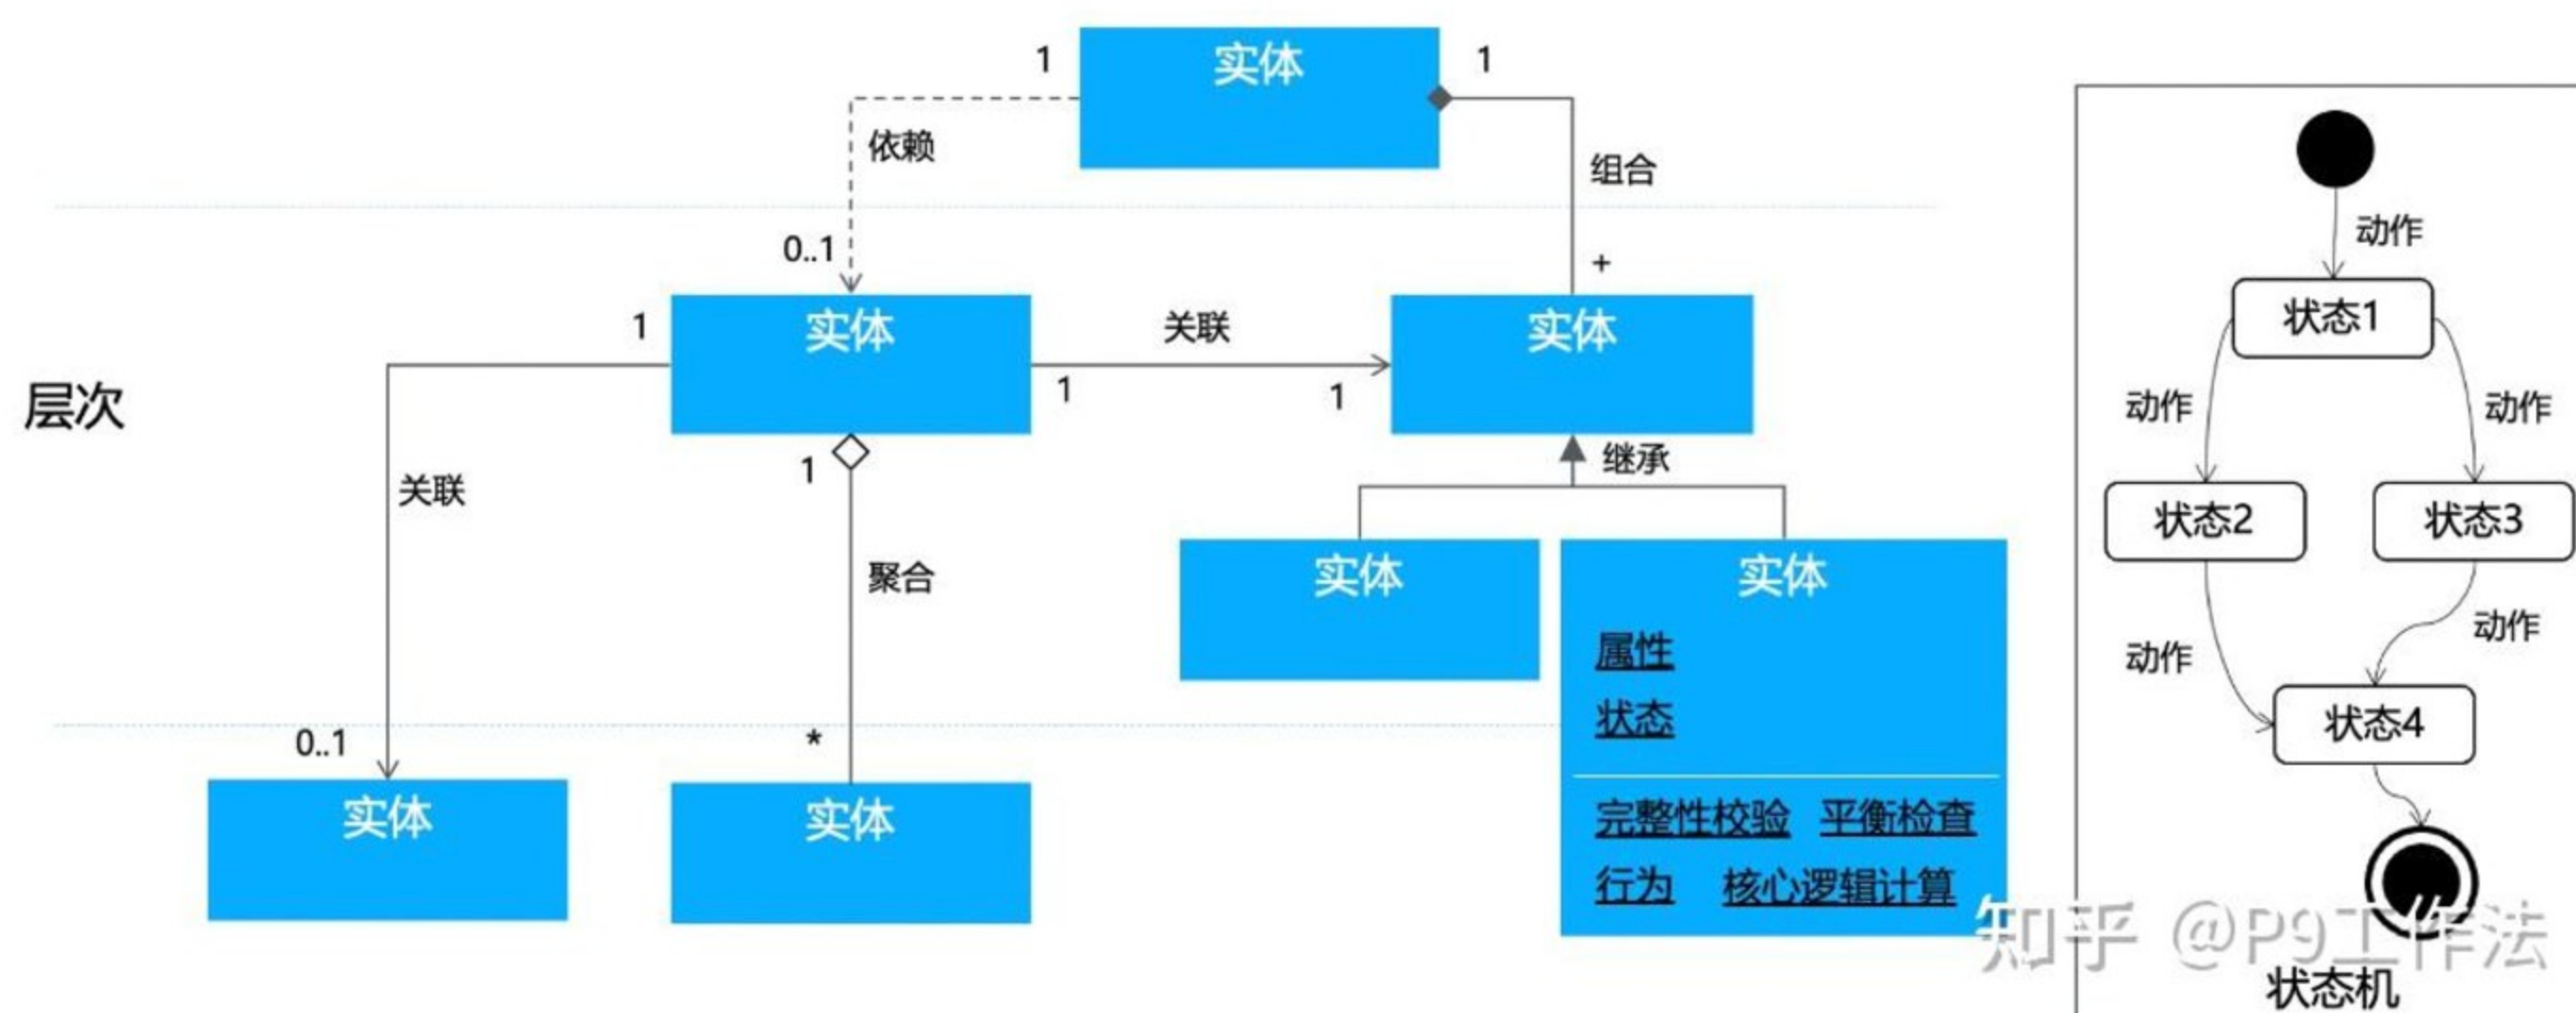 实体
1
1
依赖
组合
0..1
+
实体
实体
1
关联
1
1
层次
1
继承
关联
聚合
实体
实体
属性
状态
完整性校验 平衡检查
行为 核心逻辑计算
0..1
*
实体
实体
动作
状态1
动作
动作
状态2
状态3
动作
动作
状态4
状态机
知乎 @P9工作法